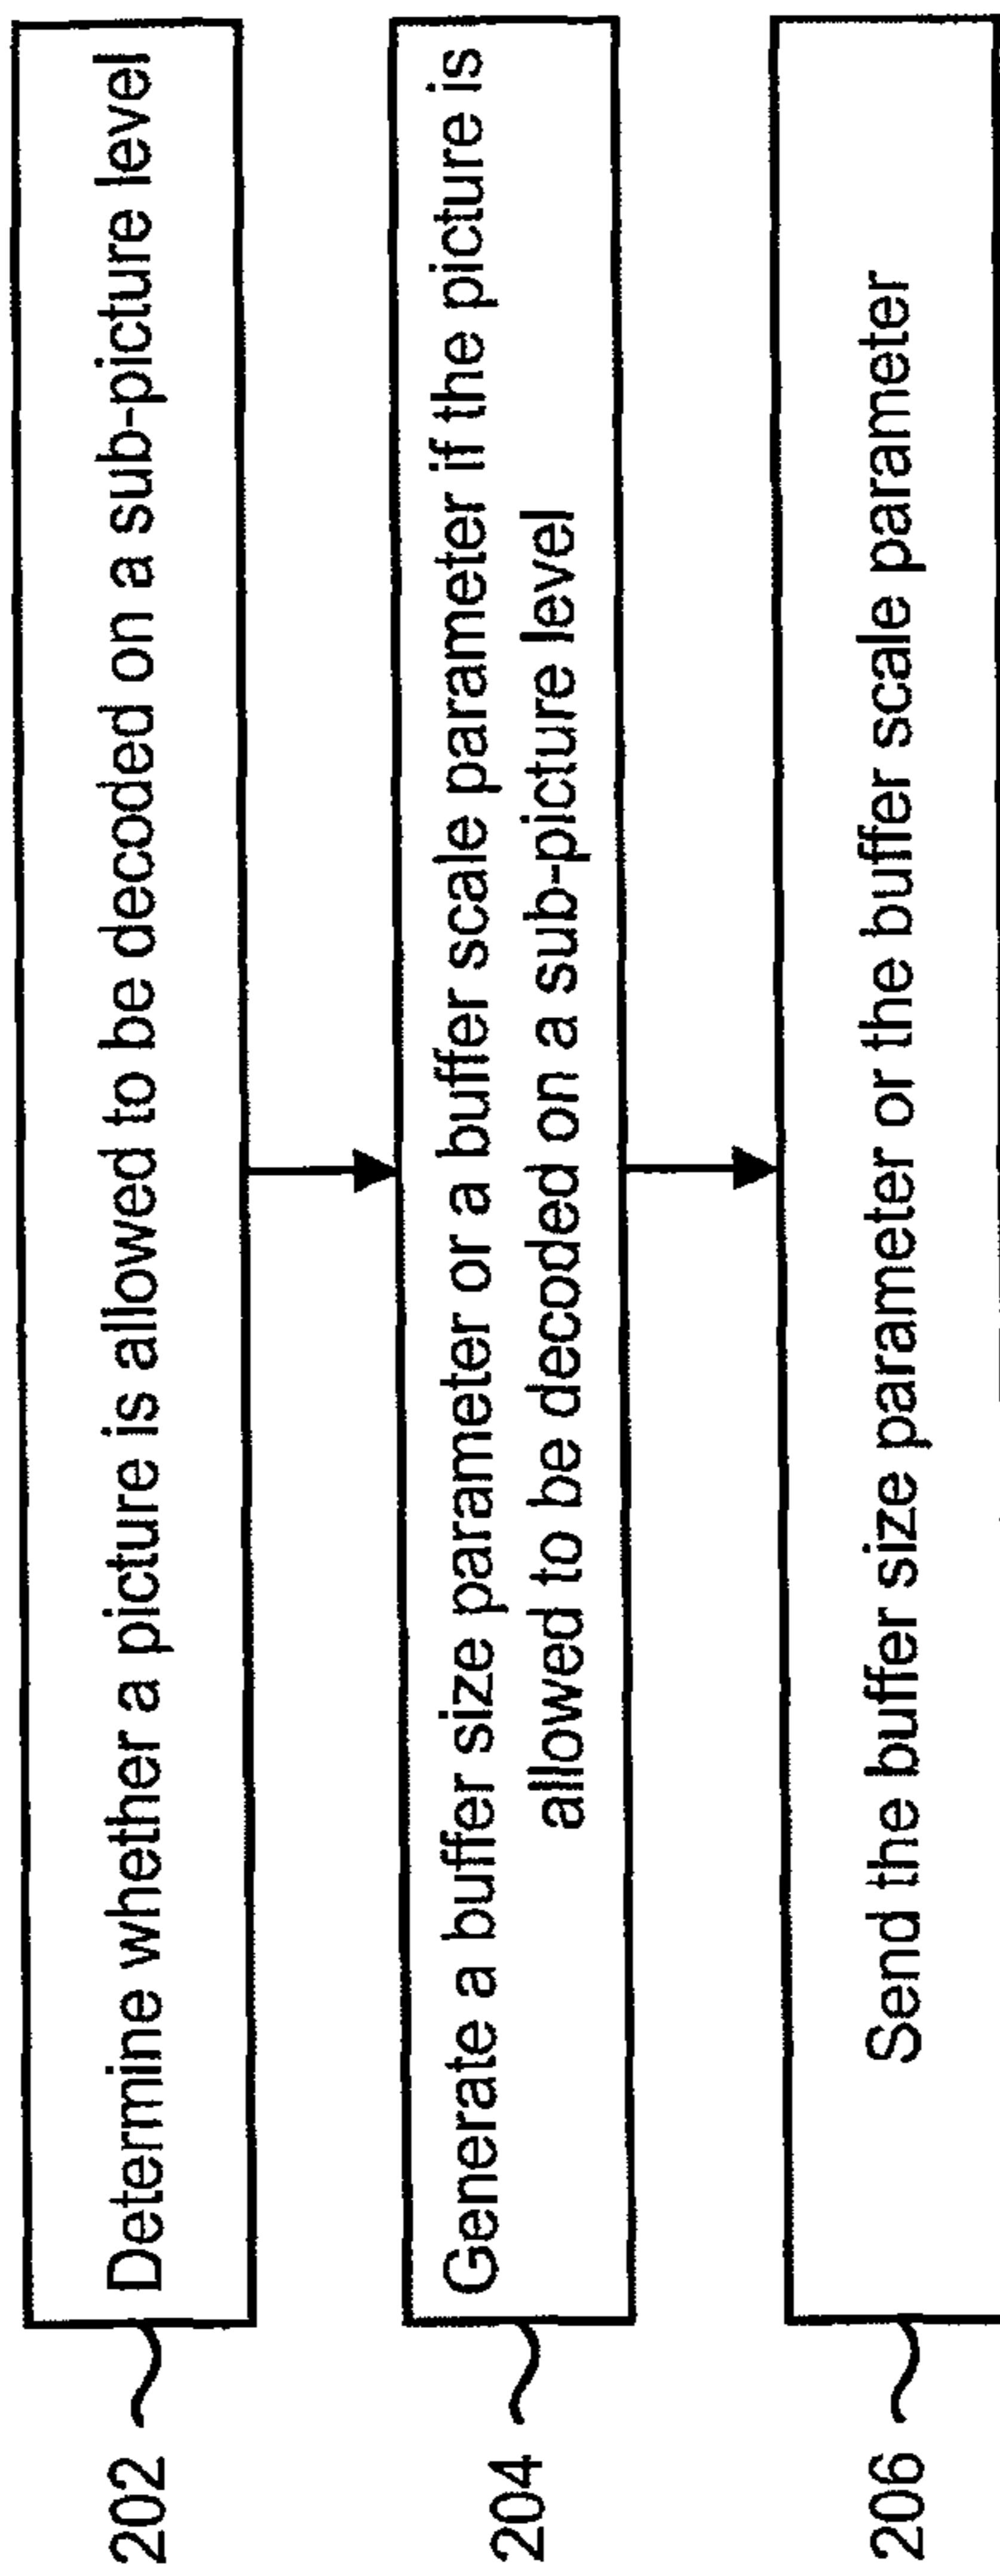 202
Determine whether a picture is allowed to be decoded on a sub-picture level
204
Generate a buffer size parameter or a buffer scale parameter if the picture is
allowed to be decoded on a sub-picture level
206
Send the buffer size parameter or the buffer scale parameter